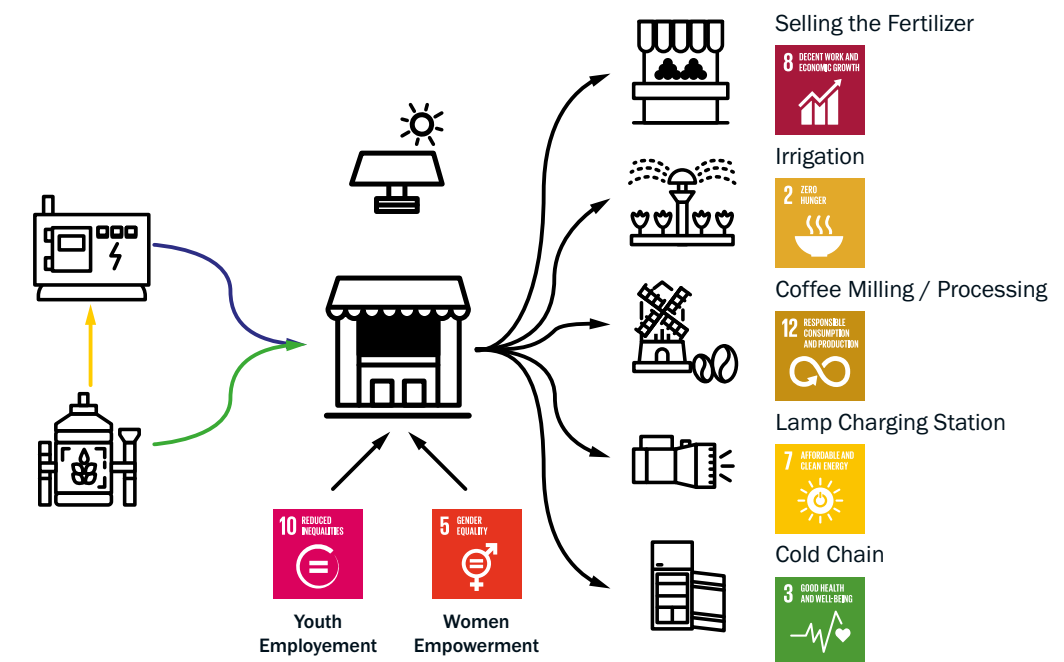 Selling the Fertilizer
8 DECENT WORK AND
ECONOMIC GROWTH
Irrigation
2 ZERO
HUNGER
Coffee Milling / Processing
12 RESPONSIBLE
CONSUMPTION
AND PRODUCTION
Lamp Charging Station
7 AFFORDABLE AND
CLEAN ENERGY
Cold Chain
3 GOOD HEALTH
AND WELL-BEING
10 REDUCED
INEQUALITIES
Youth
Employement
5 GENDER
EQUALITY
Women
Empowerment